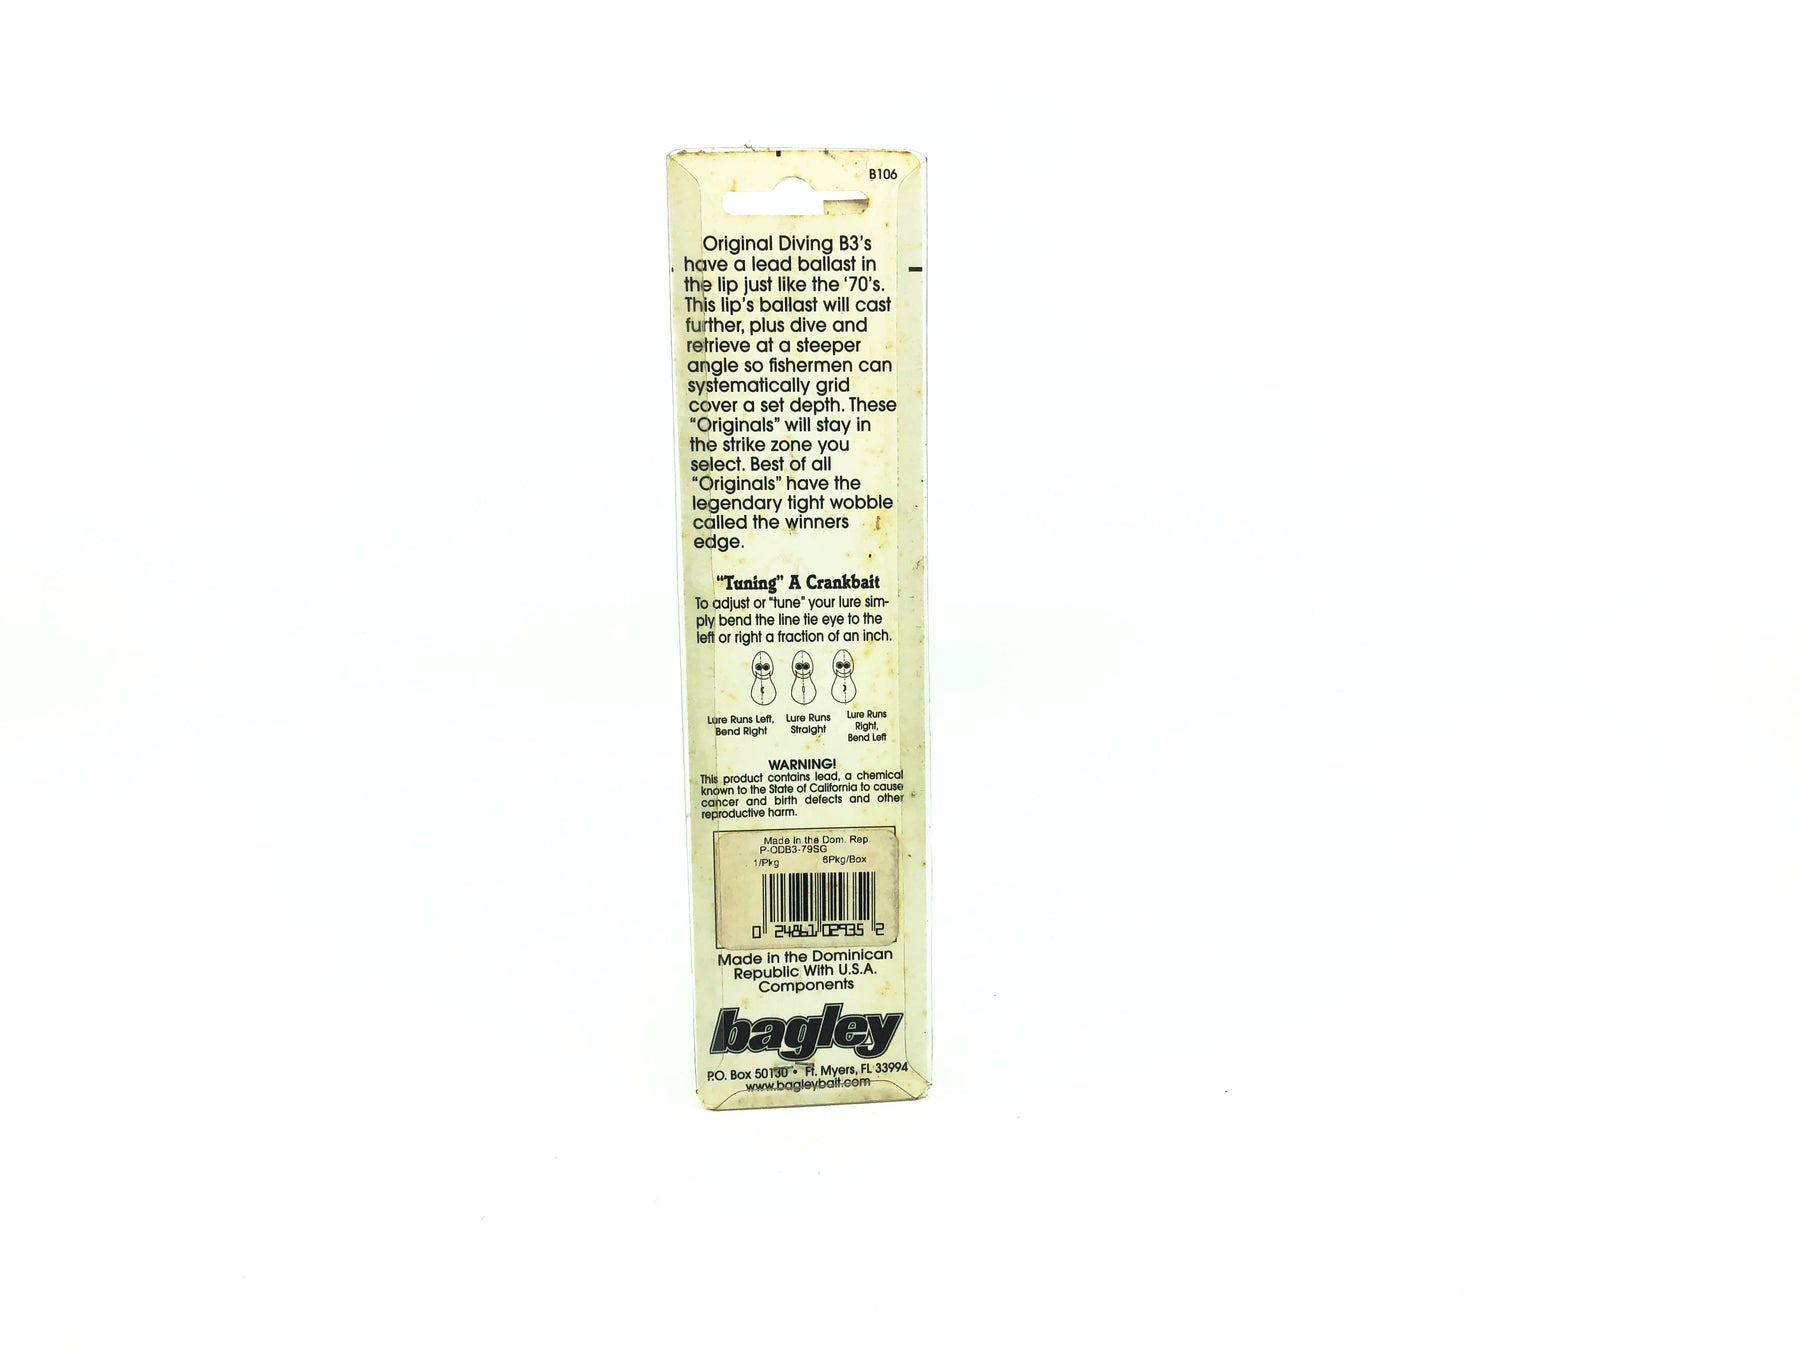 B106
Original Diving B3's
have a lead ballast in
the lip just like the '70's.
This lip's ballast will cast
further, plus dive and
retrieve at a steeper
angle so fishermen can
systematically grid
cover a set depth. These
“Originals” will stay in
the strike zone you
select. Best of all
“Originals” have the
legendary tight wobble
called the winners
edge.
“Tuning” A Crankbait
To adjust or “tune” your lure sim-
ply bend the line tie eye to the
left or right a fraction of an inch.
Lure Runs Left,
Bend Right
Lure Runs
Straight
Lure Runs
Right,
Bend Left
WARNING!
This product contains lead, a chemical
known to the State of California to cause
cancer and birth defects and other
reproductive harm.
Made in the Dom. Rep.
P-ODB3-79SG
1/Pkg 6Pkg/Box
0 24861 02935 2
Made in the Dominican
Republic With U.S.A.
Components
bagley
P.O. Box 50130 • Ft. Myers, FL 33994
www.bagleybait.com